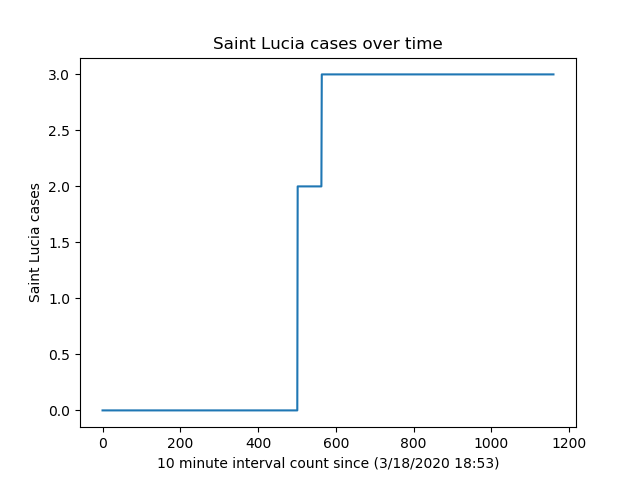 Saint Lucia cases over time
3.0
2.5
2.0
1.5
1.0
0.5
0.0
Saint Lucia cases
0 200 400 600 800 1000 1200
10 minute interval count since (3/18/2020 18:53)